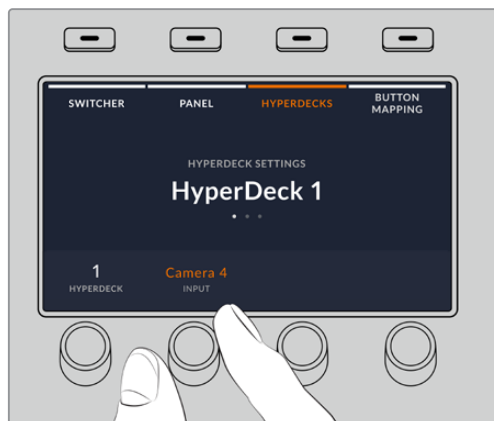 SWITCHER
PANEL
HYPERDECKS
BUTTON
MAPPING
HYPERDECK SETTINGS
HyperDeck 1
1
HYPERDECK
Camera 4
INPUT